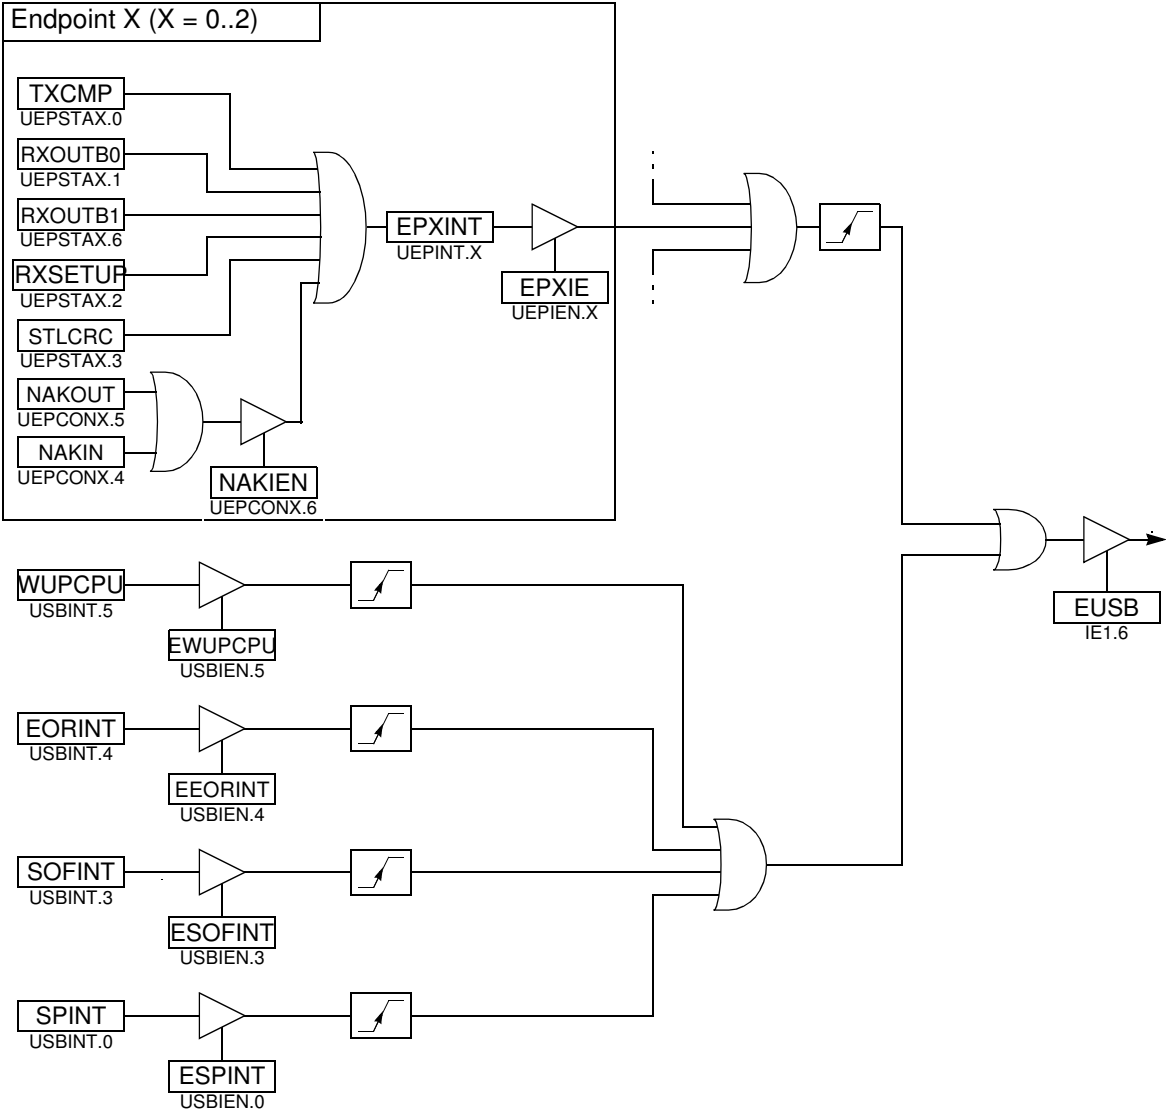 Endpoint X (X = 0..2)
TXCMP
UEPSTAX.0
RXOUTB0
UEPSTAX.1
RXOUTB1
UEPSTAX.6
RXSETUP
UEPSTAX.2
STLCRC
UEPSTAX.3
NAKOUT
UEPCONX.5
NAKIN
UEPCONX.4
NAKIEN
UEPCONX.6
EPXINT
UEPINT.X
EPXIE
UEPIEN.X
WUPCPU
USBINT.5
EWUPCPU
USBIEN.5
EUSB
IE1.6
EORINT
USBINT.4
EEORINT
USBIEN.4
SOFINT
USBINT.3
ESOFINT
USBIEN.3
SPINT
USBINT.0
ESPINT
USBIEN.0